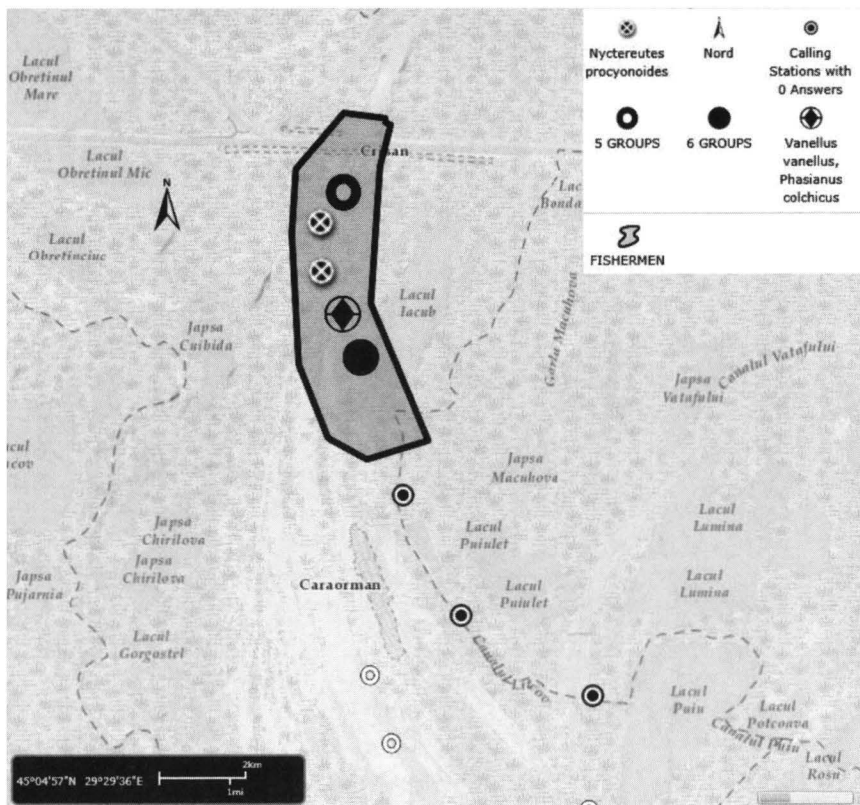 Lacul
Obretinul
Mare
Lacul
Obretinul Mic
N
Lacul
Obretinciuc
Japsa
Cuibida
Crisan
Lacul
Iacub
Garla Macuhova
Japsa
Vatafului
Canalul Vatafului
Japsa
Macuhova
Lacul
Puiulet
Lacul
Lumina
Japsa
Chirilova
Japsa
Chirilova
Japsa
Pujarnia
Caraorman
Lacul
Puiulet
Lacul
Lumina
Lacul
Gorgostel
Canalul Litcov
Lacul
Puiu
Lacul
Potcoava
Canalul Puiu
Lacul
Rosu
45°04'57"N 29°29'36"E
2km
1mi
Nyctereutes
procyonoides
Nord
Calling
Stations with
0 Answers
5 GROUPS
6 GROUPS
Vanellus
vanellus,
Phasianus
colchicus
FISHERMEN